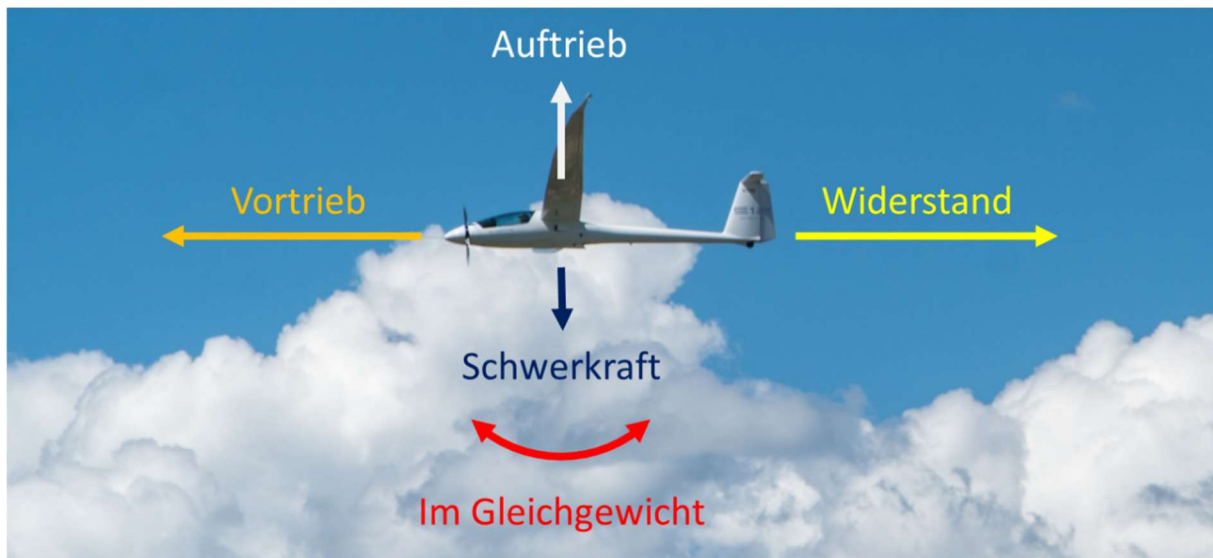 Auftrieb
Vortrieb
Widerstand
Schwerkraft
Im Gleichgewicht